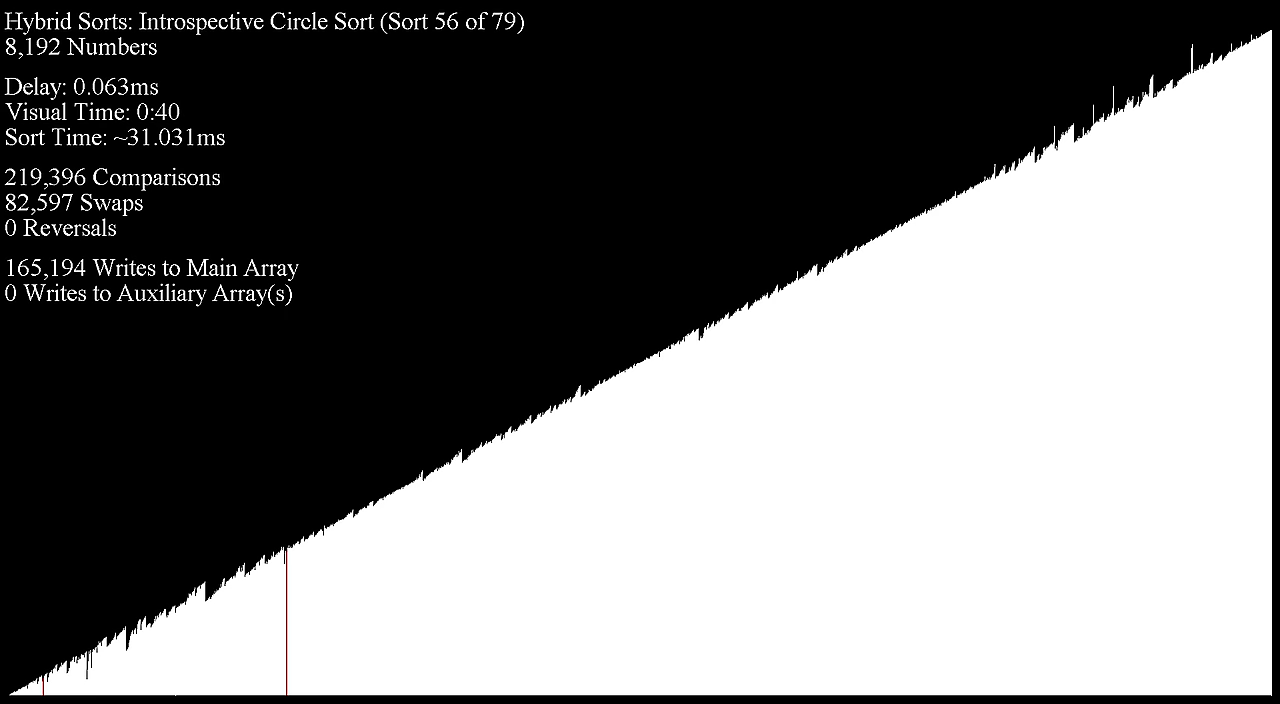 Hybrid Sorts: Introspective Circle Sort (Sort 56 of 79)
8,192 Numbers
Delay: 0.063ms
Visual Time: 0:40
Sort Time: ~31.031ms
219,396 Comparisons
82,597 Swaps
0 Reversals
165,194 Writes to Main Array
0 Writes to Auxiliary Array(s)